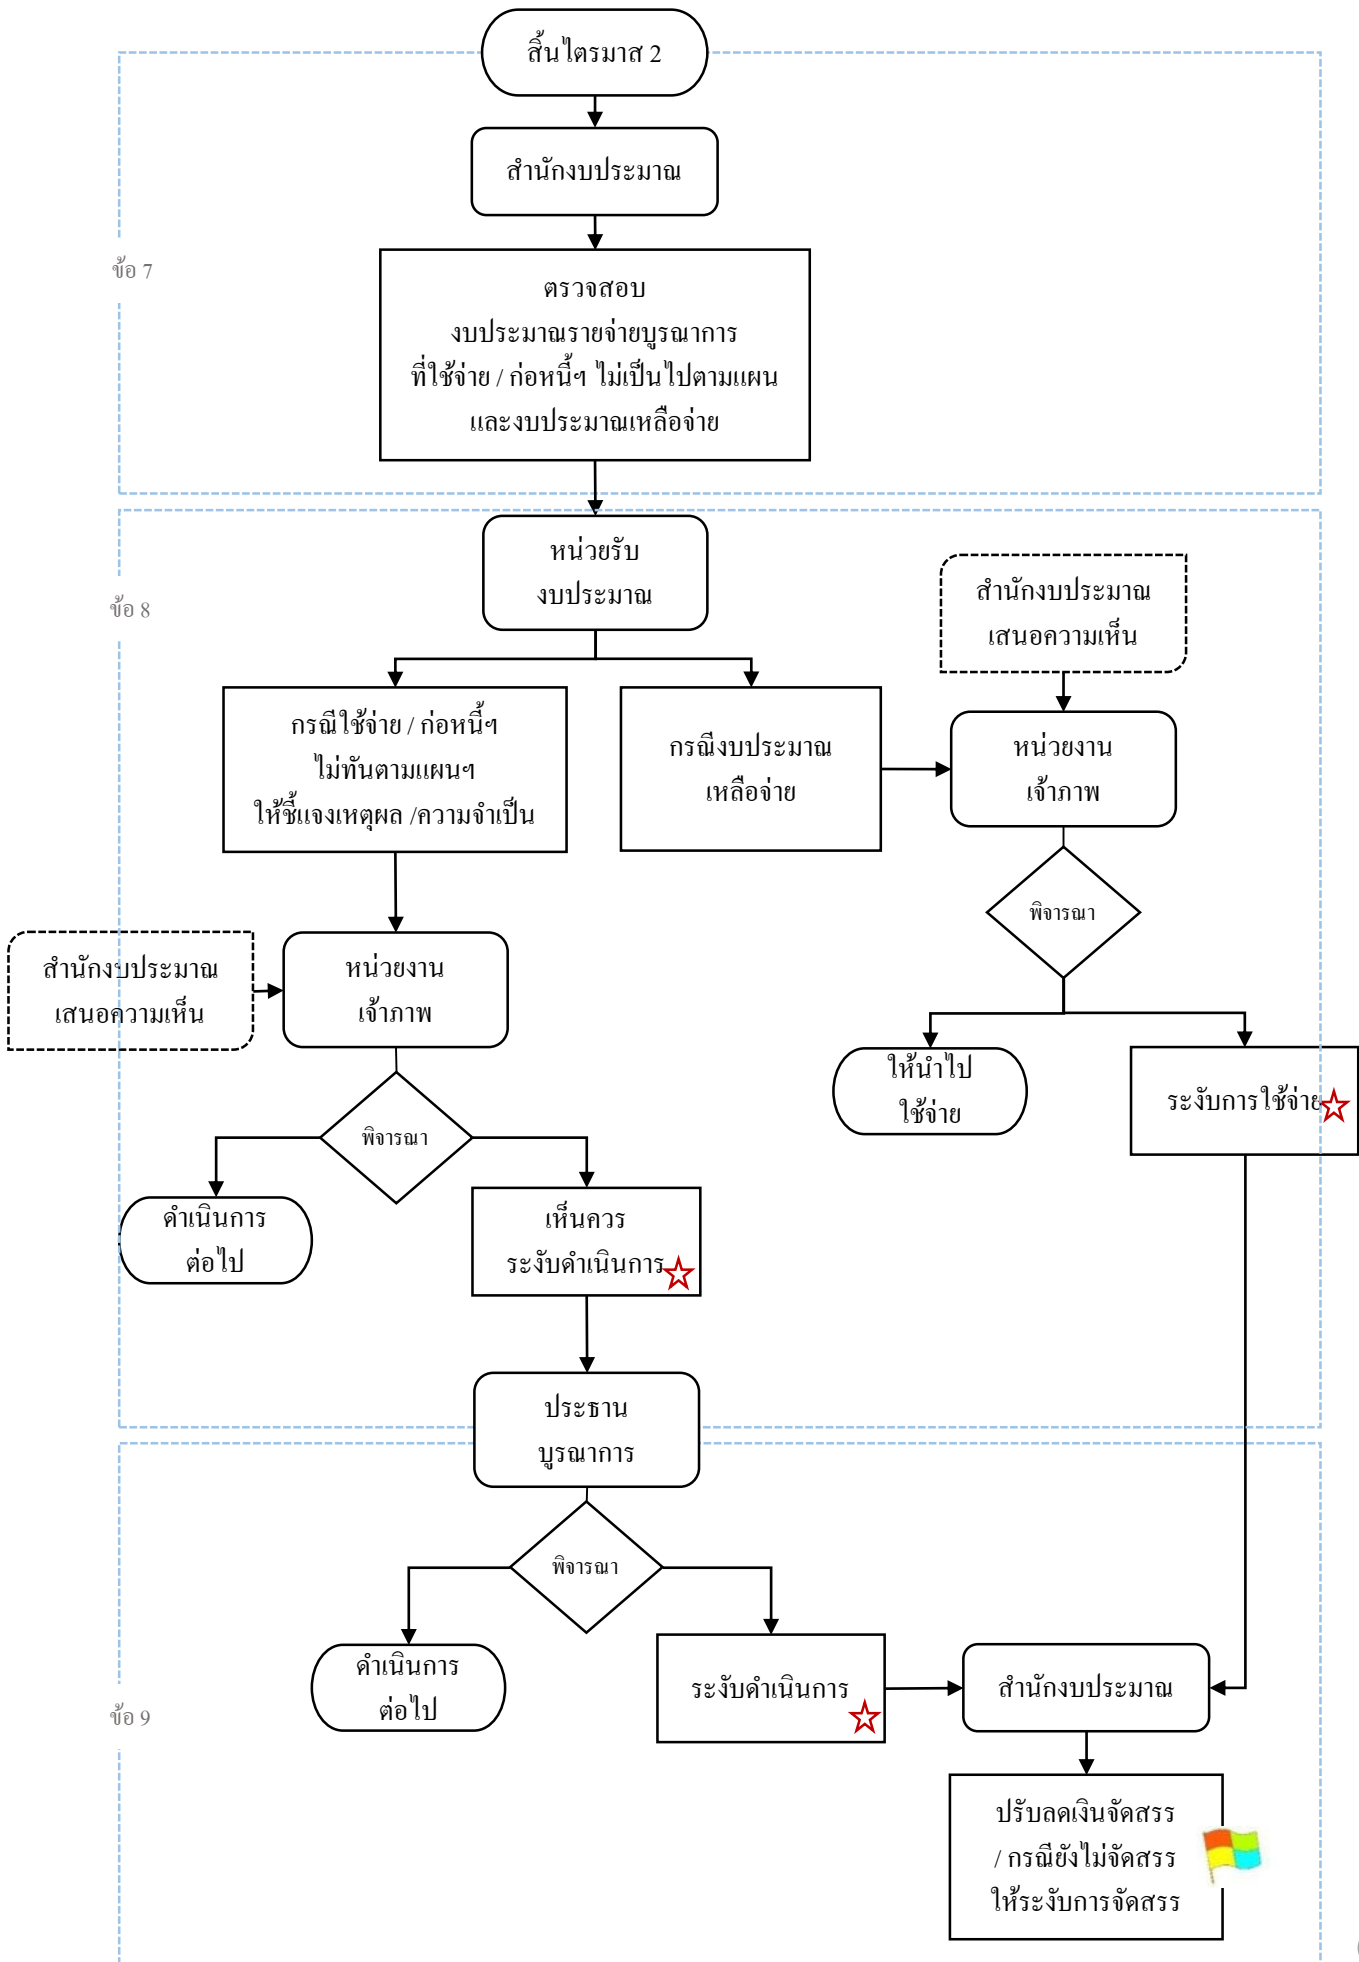 สิ้นไตรมาส 2
สำนักงบประมาณ
ข้อ 7
ตรวจสอบ
งบประมาณรายจ่ายบูรณาการ
ที่ใช้จ่าย / ก่อหนี้ฯ ไม่เป็นไปตามแผน
และงบประมาณเหลือจ่าย
หน่วยรับ
งบประมาณ
ข้อ 8
สำนักงบประมาณ
เสนอความเห็น
กรณีใช้จ่าย / ก่อหนี้ฯ
ไม่ทันตามแผนฯ
ให้ชี้แจงเหตุผล /ความจำเป็น
กรณีงบประมาณ
เหลือจ่าย
หน่วยงาน
เจ้าภาพ
พิจารณา
สำนักงบประมาณ
เสนอความเห็น
หน่วยงาน
เจ้าภาพ
ให้นำไป
ใช้จ่าย
ระงับการใช้จ่าย
พิจารณา
ดำเนินการ
ต่อไป
เห็นควร
ระงับดำเนินการ
ประธาน
บูรณาการ
พิจารณา
ดำเนินการ
ต่อไป
ระงับดำเนินการ
สำนักงบประมาณ
ข้อ 9
ปรับลดเงินจัดสรร
/ กรณียังไม่จัดสรร
ให้ระงับการจัดสรร